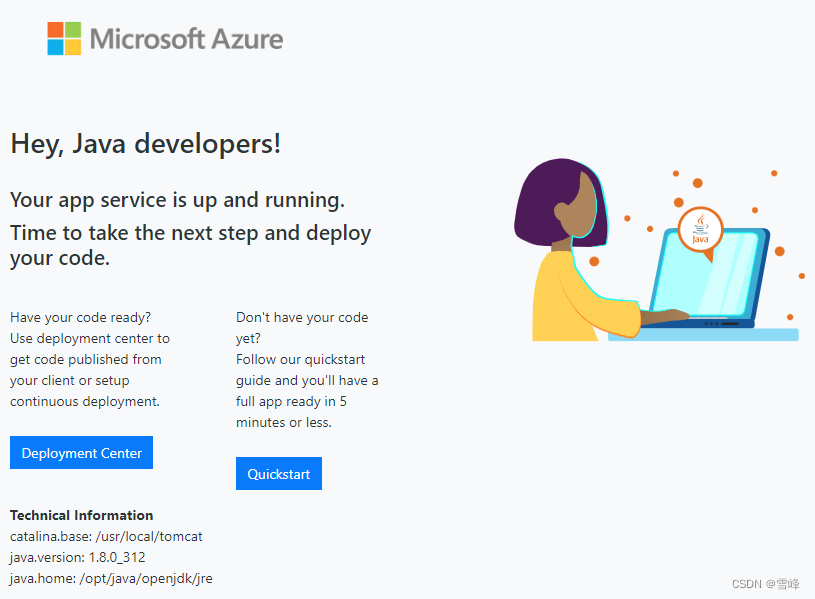 Microsoft Azure
Hey, Java developers!
Your app service is up and running.
Time to take the next step and deploy
your code.
Have your code ready?
Use deployment center to
get code published from
your client or setup
continuous deployment.
Deployment Center
Don't have your code
yet?
Follow our quickstart
guide and you'll have a
full app ready in 5
minutes or less.
Quickstart
Java
Technical Information
catalina.base: /usr/local/tomcat
java.version: 1.8.0_312
java.home: /opt/java/openjdk/jre
CSDN @雪峰